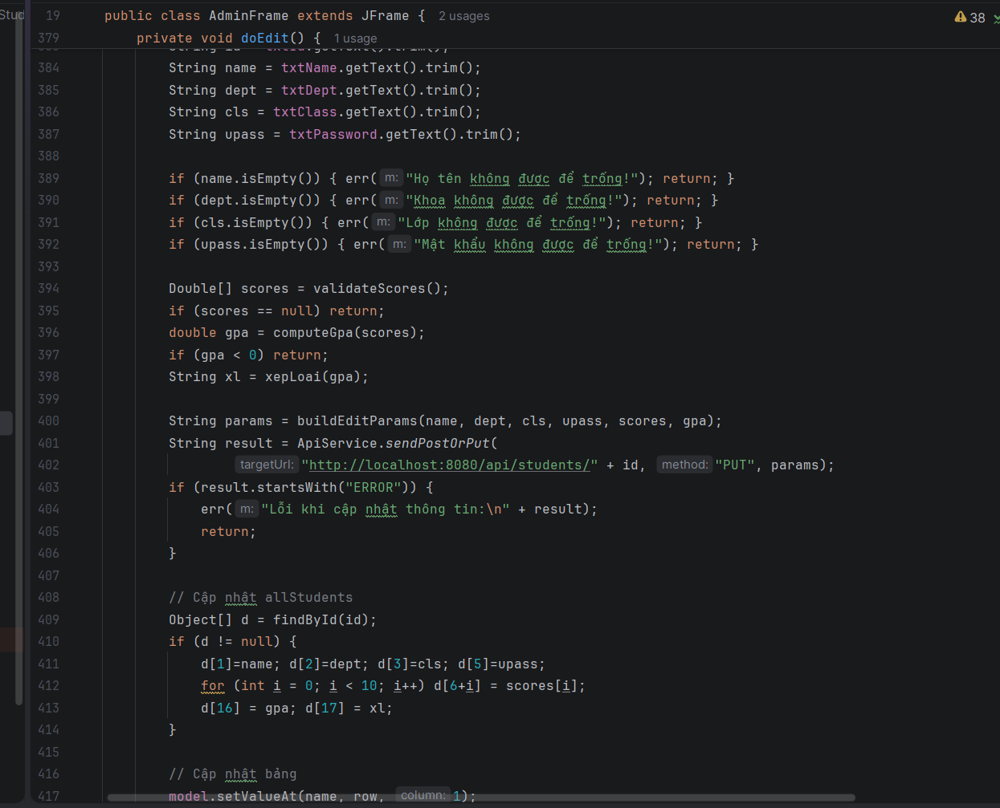 Stud
19 public class AdminFrame extends JFrame { 2 usages
38
379 private void doEdit() { 1 usage
384 String name = txtName.getText().trim();
385 String dept = txtDept.getText().trim();
386 String cls = txtClass.getText().trim();
387 String upass = txtPassword.getText().trim();
388
389 if (name.isEmpty()) { err( m: "Họ tên không được để trống!"); return; }
390 if (dept.isEmpty()) { err( m: "Khoa không được để trống!"); return; }
391 if (cls.isEmpty()) { err( m: "Lớp không được để trống!"); return; }
392 if (upass.isEmpty()) { err( m: "Mật khẩu không được để trống!"); return; }
393
394 Double[] scores = validateScores();
395 if (scores == null) return;
396 double gpa = computeGpa(scores);
397 if (gpa < 0) return;
398 String xl = xepLoai(gpa);
399
400 String params = buildEditParams(name, dept, cls, upass, scores, gpa);
401 String result = ApiService.sendPostOrPut(
402 targetUrl: "http://localhost:8080/api/students/" + id, method: "PUT", params);
403 if (result.startsWith("ERROR")) {
404 err( m: "Lỗi khi cập nhật thông tin:\n" + result);
405 return;
406 }
407
408 // Cập nhật allStudents
409 Object[] d = findById(id);
410 if (d != null) {
411 d[1]=name; d[2]=dept; d[3]=cls; d[5]=upass;
412 for (int i = 0; i < 10; i++) d[6+i] = scores[i];
413 d[16] = gpa; d[17] = xl;
414 }
415
416 // Cập nhật bảng
417 model.setValueAt(name, row, column: 1);